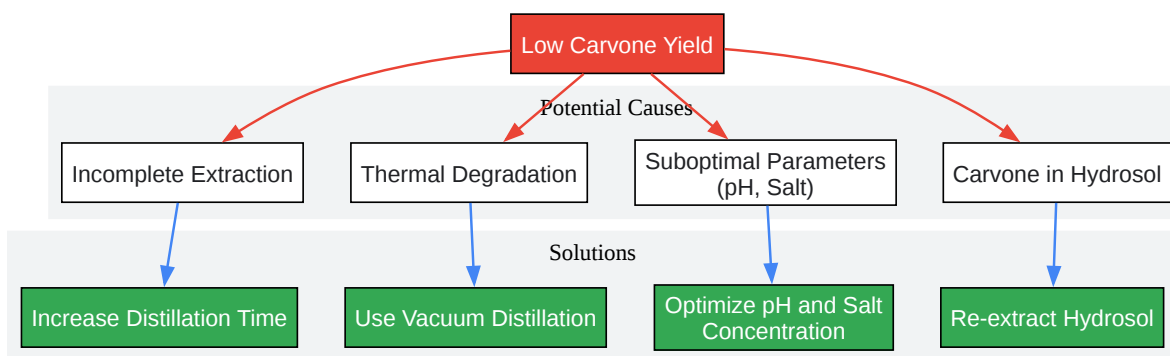 Low Carvone Yield
Potential Causes
Incomplete Extraction
Thermal Degradation
Suboptimal Parameters
(pH, Salt)
Carvone in Hydrosol
Solutions
Increase Distillation Time
Use Vacuum Distillation
Optimize pH and Salt
Concentration
Re-extract Hydrosol